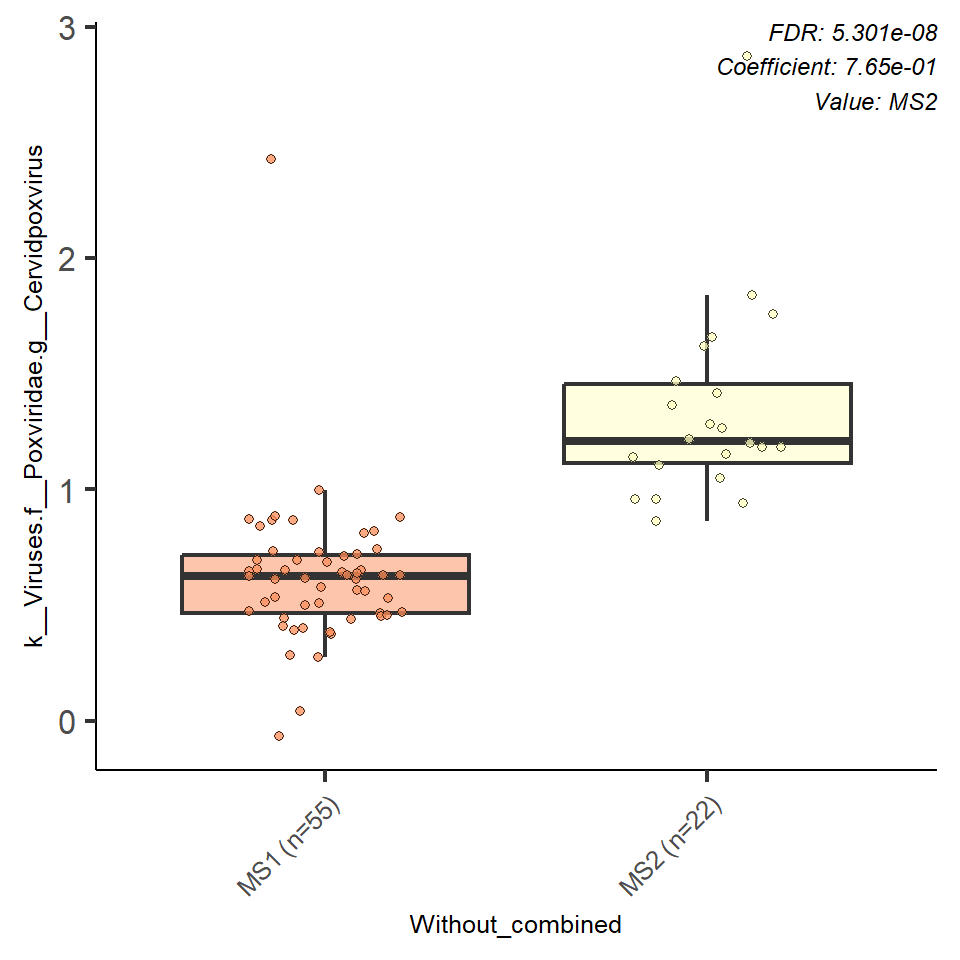 FDR: 5.301e-08
Coefficient: 7.65e-01
Value: MS2
k__Viruses.f__Poxviridae.g__Cervidpoxvirus
3
2
1
0
MS1 (n=55)
MS2 (n=22)
Without_combined